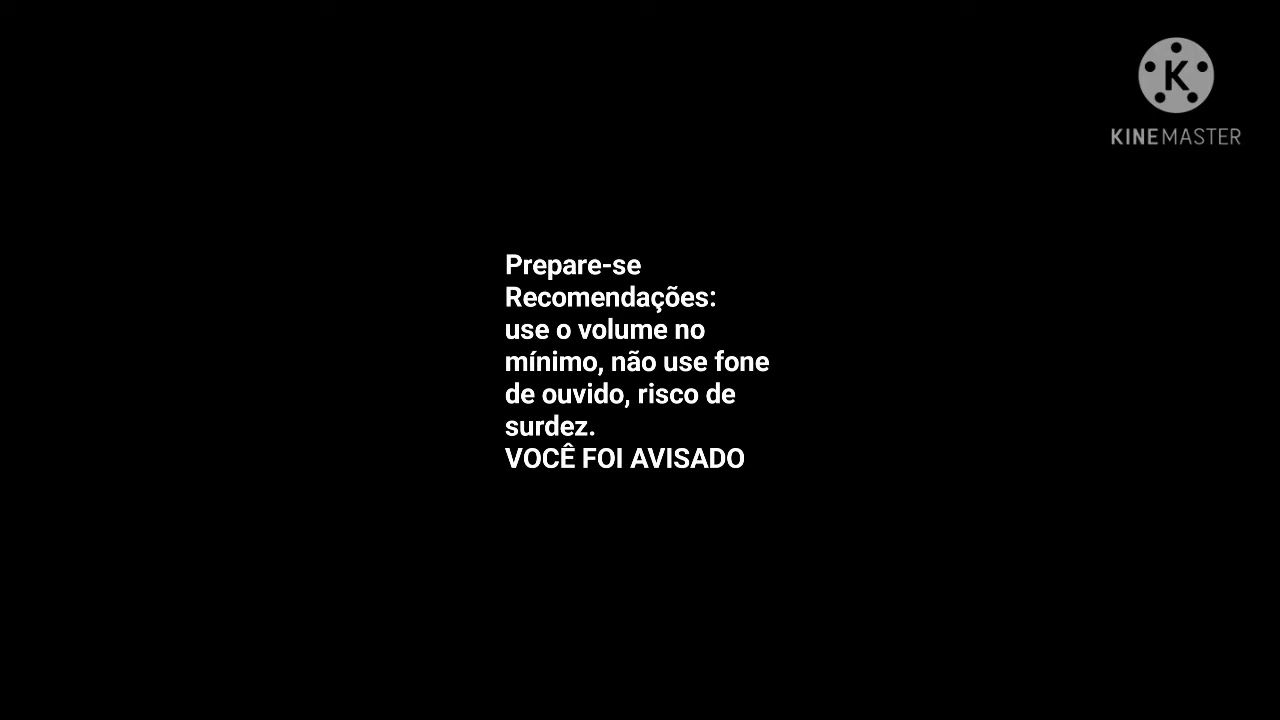 K
KINEMASTER
Prepare-se
Recomendações:
use o volume no
mínimo, não use fone
de ouvido, risco de
surdez.
VOCÊ FOI AVISADO